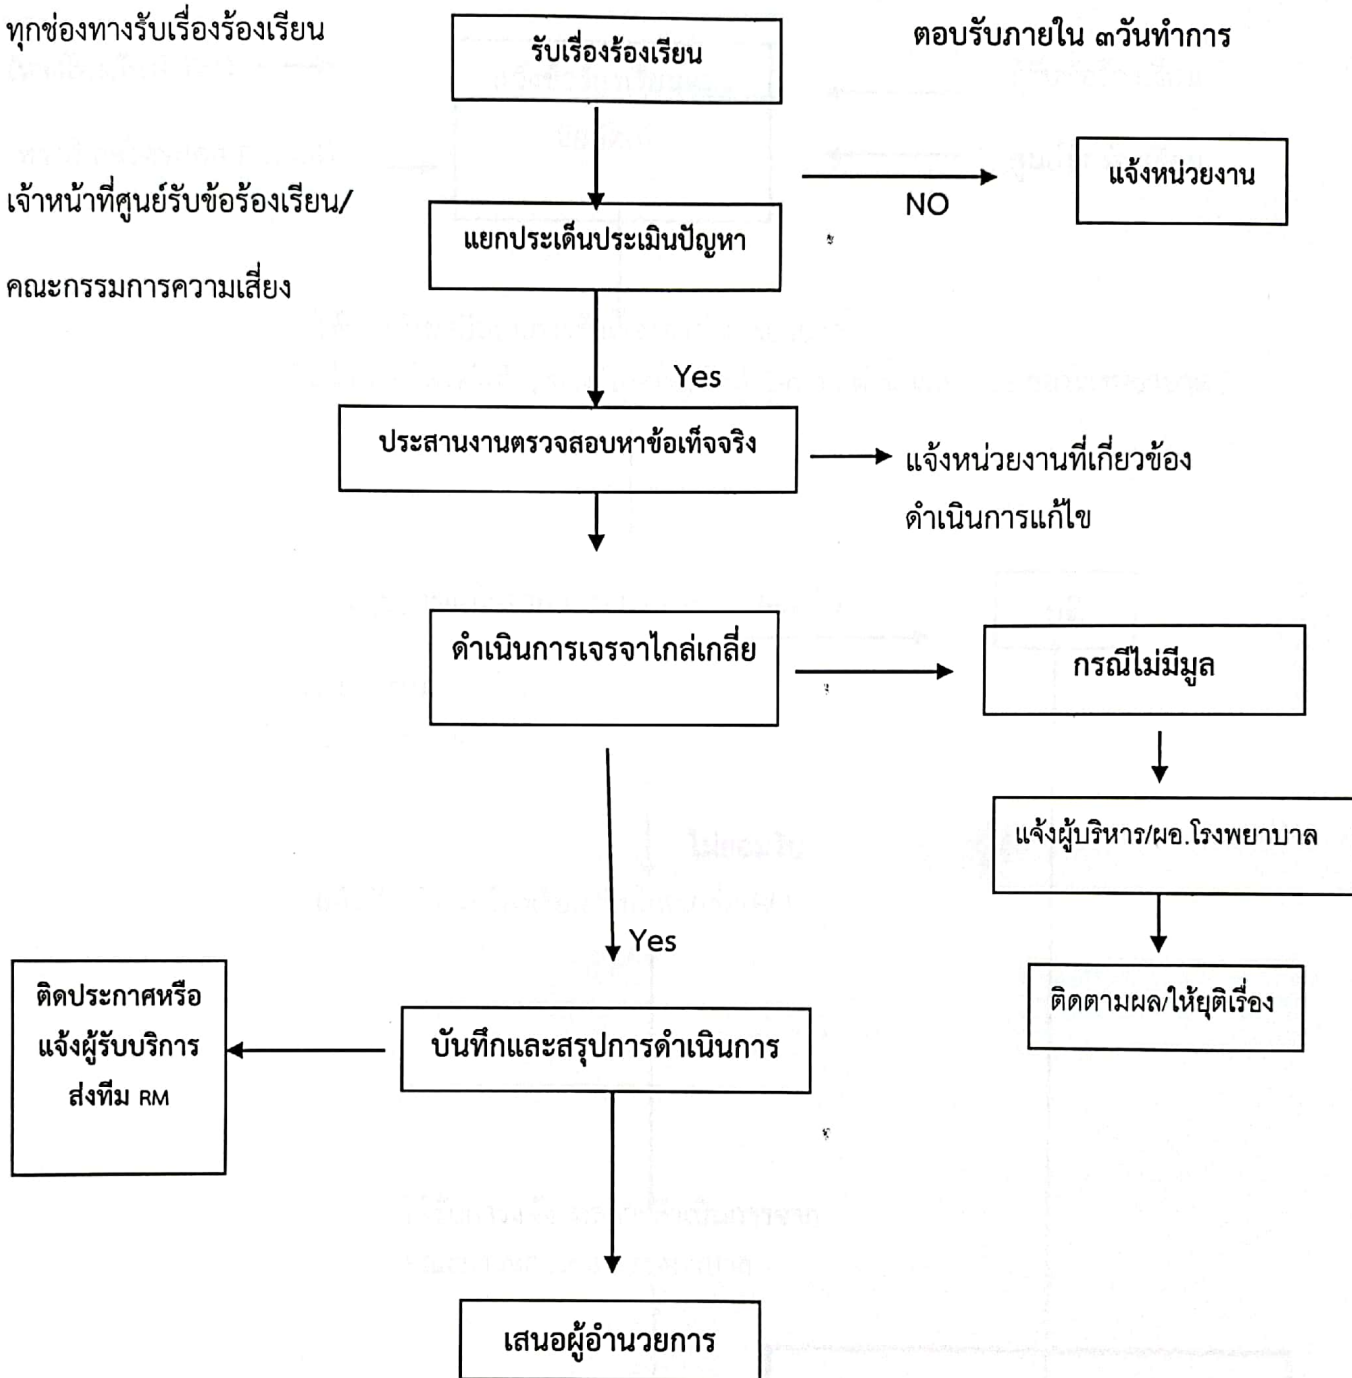 ทุกช่องทางรับเรื่องร้องเรียน
รับเรื่องร้องเรียน
ตอบรับภายใน ๓วันทำการ
เจ้าหน้าที่ศูนย์รับข้อร้องเรียน/
คณะกรรมการความเสี่ยง
แยกประเด็นประเมินปัญหา
NO
แจ้งหน่วยงาน
Yes
ประสานงานตรวจสอบหาข้อเท็จจริง
แจ้งหน่วยงานที่เกี่ยวข้อง
ดำเนินการแก้ไข
ดำเนินการเจรจาไกล่เกลี่ย
กรณีไม่มีมูล
แจ้งผู้บริหาร/ผอ.โรงพยาบาล
ติดตามผล/ให้ยุติเรื่อง
Yes
ติดประกาศหรือ
แจ้งผู้รับบริการ
ส่งทีม RM
บันทึกและสรุปการดำเนินการ
เสนอผู้อำนวยการ